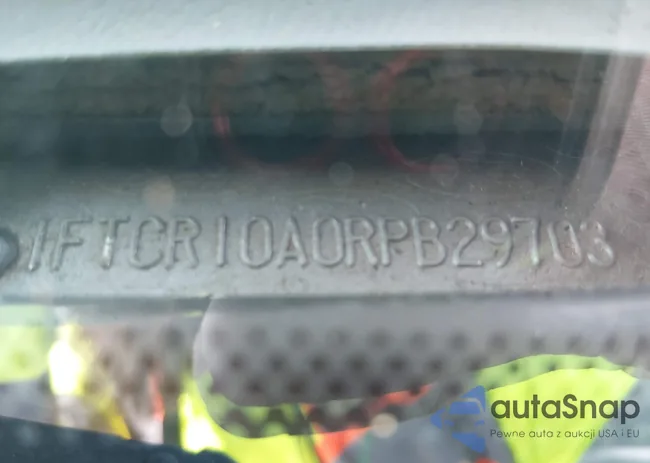 1FTCR10A0RPB29703
autaSnap
Pewne auta z aukcji USA i EU